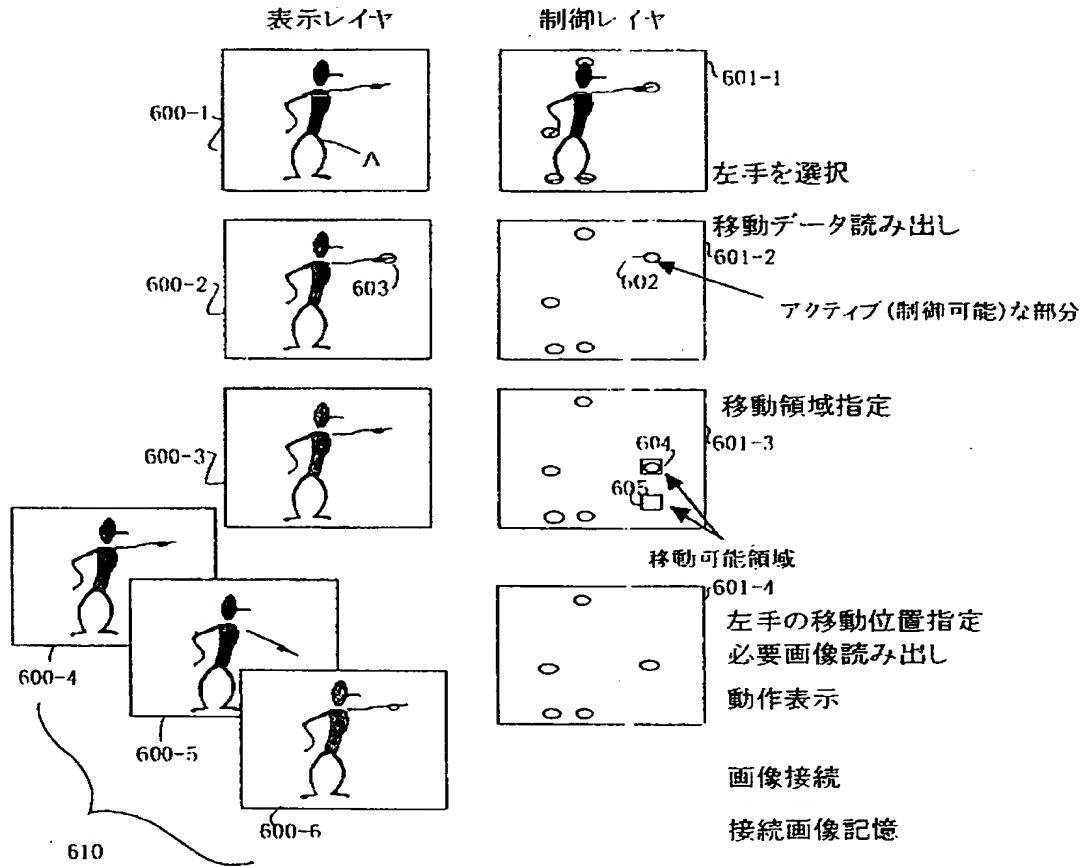 表示レイヤ
制御レイヤ
600-1
A
601-1
左手を選択
移動データ読み出し
600-2
603
602
601-2
アクティブ(制御可能)な部分
移動領域指定
600-3
604
605
601-3
移動可能領域
601-4
左手の移動位置指定
必要画像読み出し
動作表示
600-4
600-5
600-6
画像接続
接続画像記憶
610